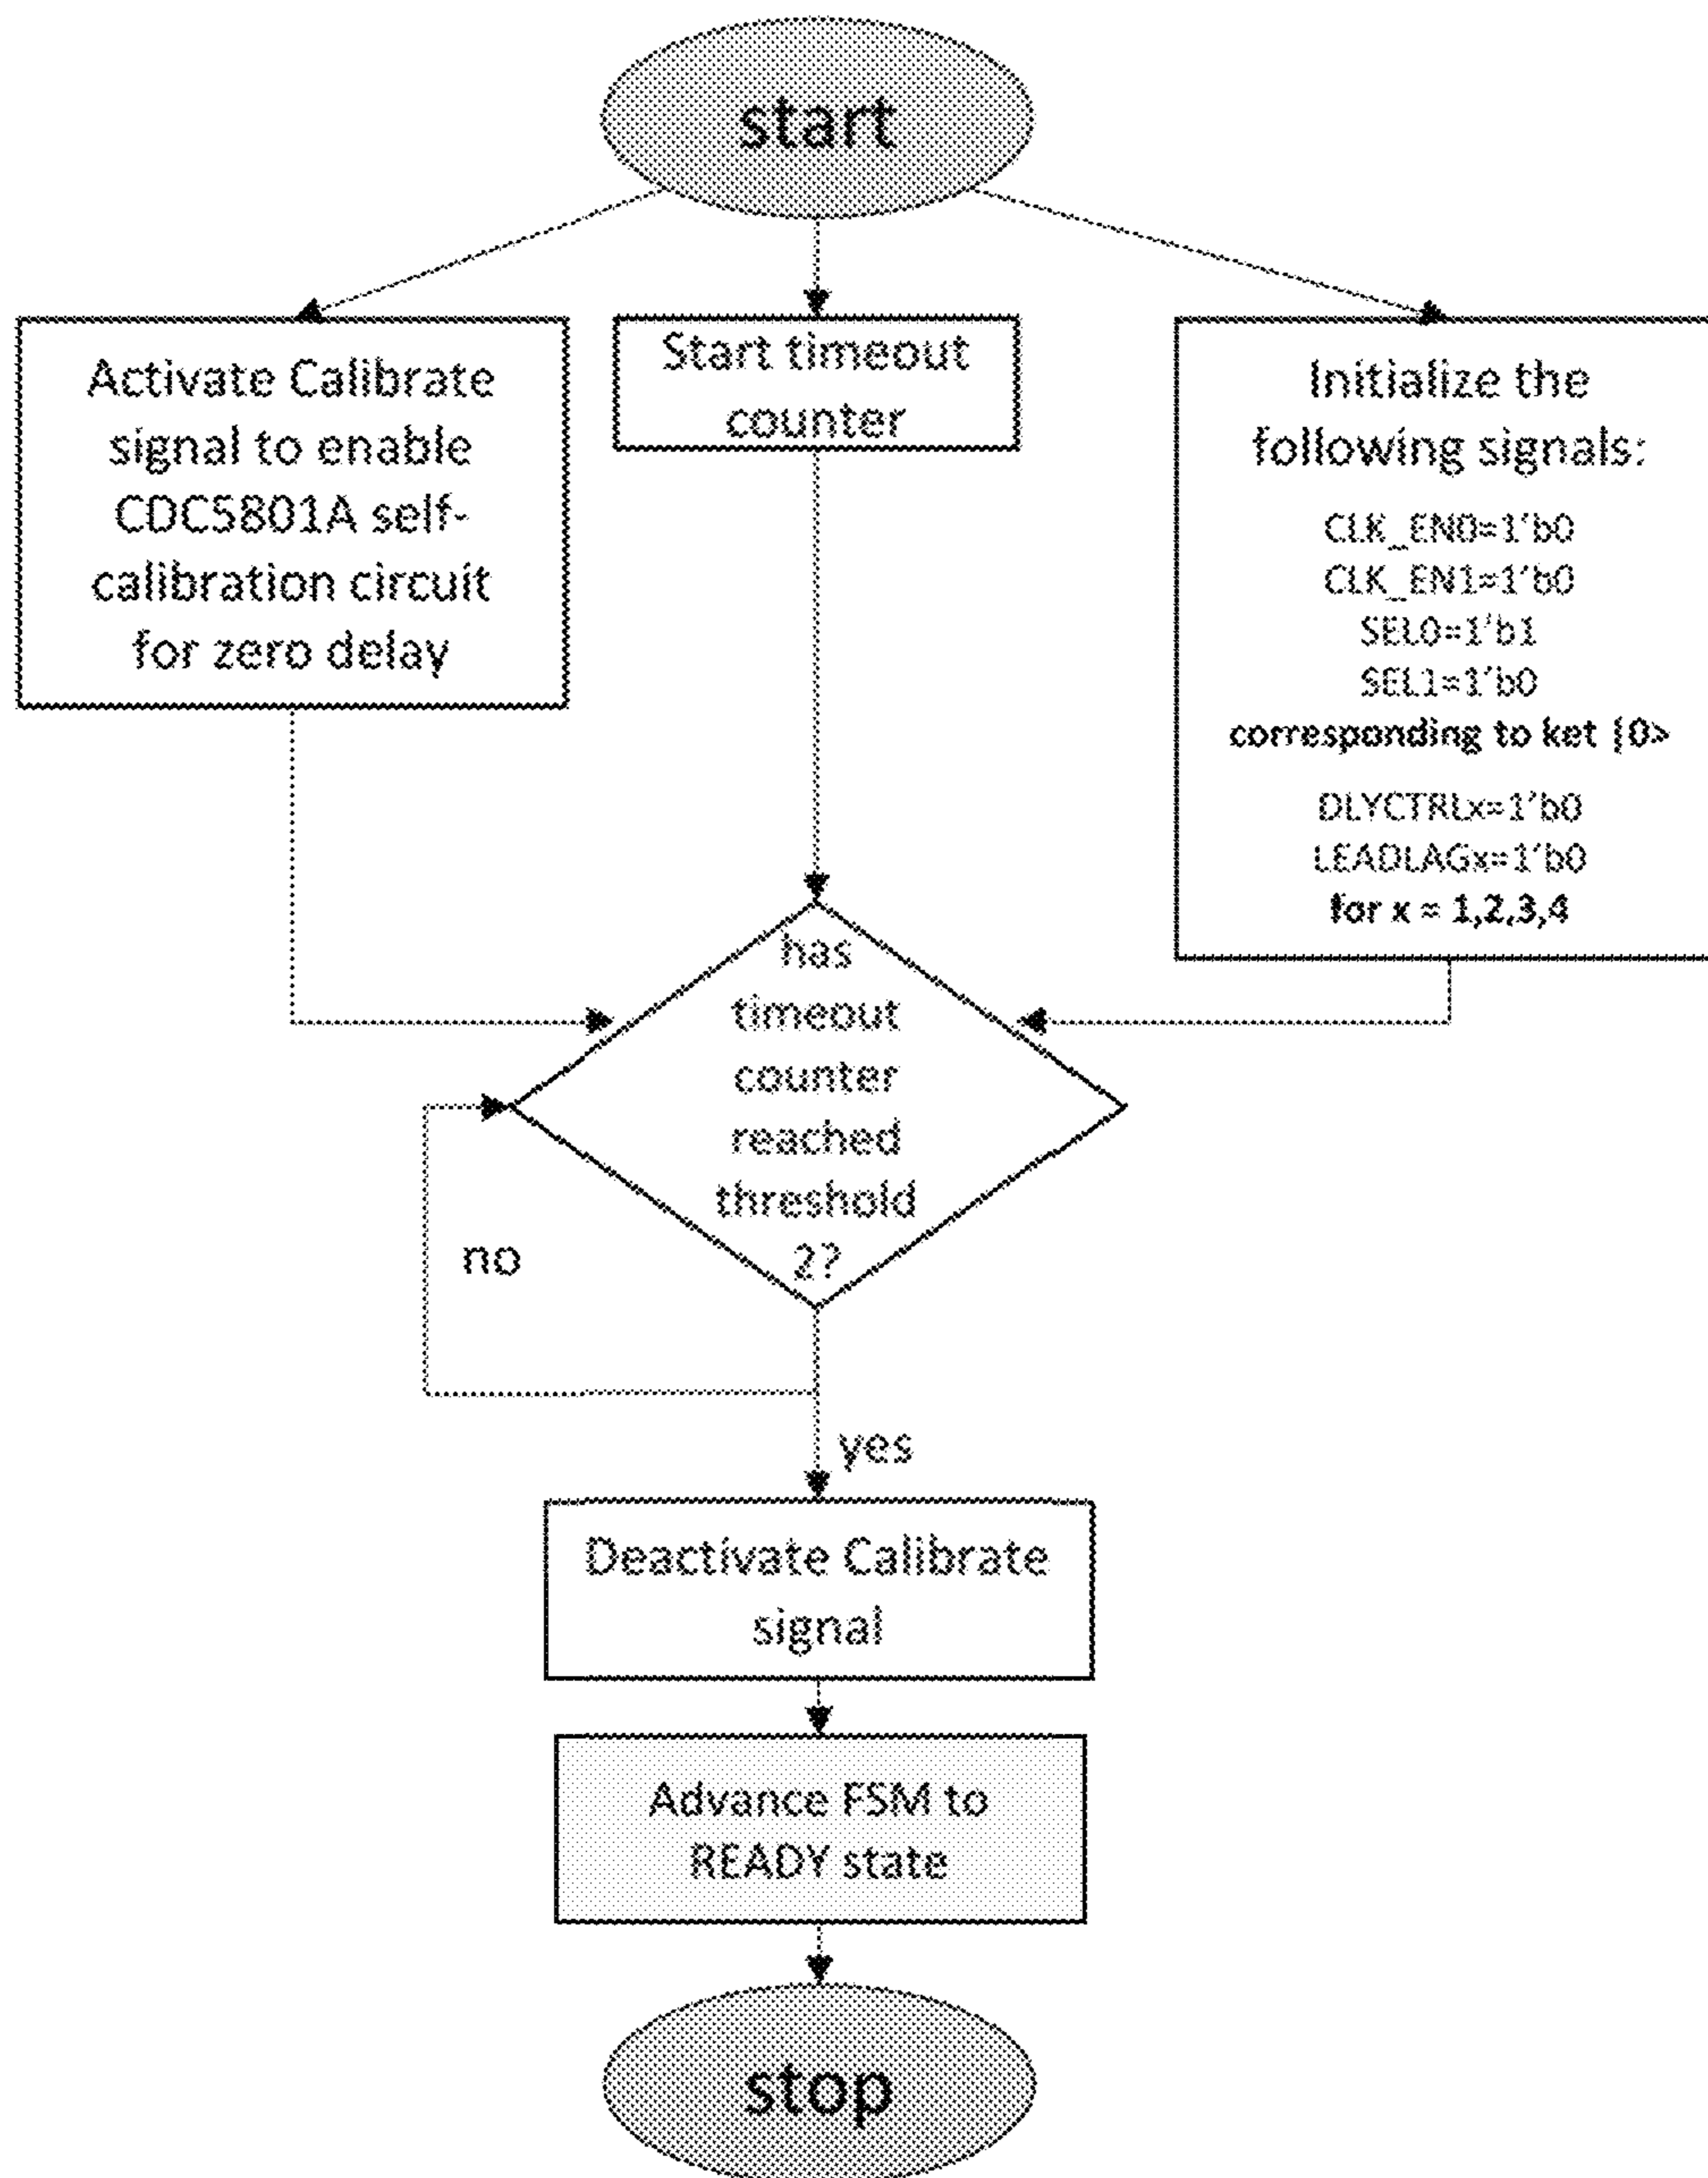 start
Activate Calibrate
signal to enable
CDC5801A self-
calibration circuit
for zero delay
Start timeout
counter
Initialize the
following signals:
CLK_EN0=1'b0
CLK_EN1=1'b0
SEL0=1'b1
SEL1=1'b0
corresponding to ket |0>
DLYCTRLx=1'b0
LEADLAGx=1'b0
for x = 1,2,3,4
has
timeout
counter
reached
threshold
2?
no
yes
Deactivate Calibrate
signal
Advance FSM to
READY state
stop